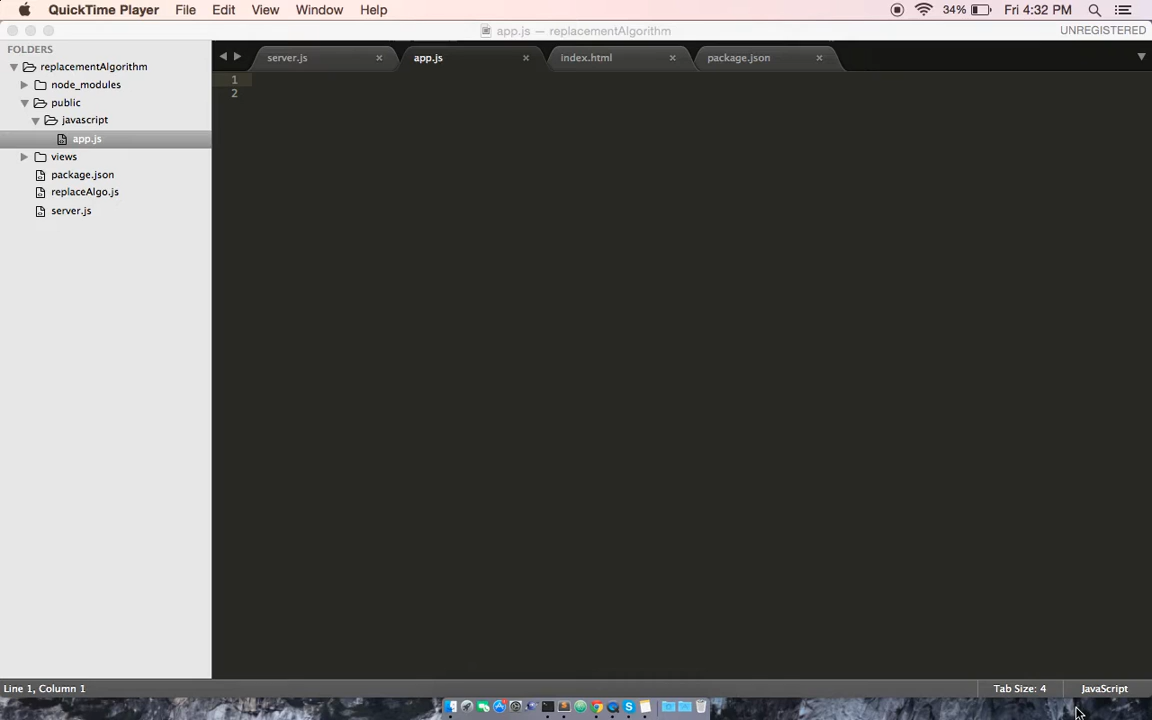 QuickTime Player File Edit View Window Help 34% Fri 4:32 PM
app.js — replacementAlgorithm UNREGISTERED
FOLDERS
replacementAlgorithm
node_modules
public
javascript
app.js
views
package.json
replaceAlgo.js
server.js
server.js × app.js × index.html × package.json ×
1
2
Line 1, Column 1 Tab Size: 4 JavaScript